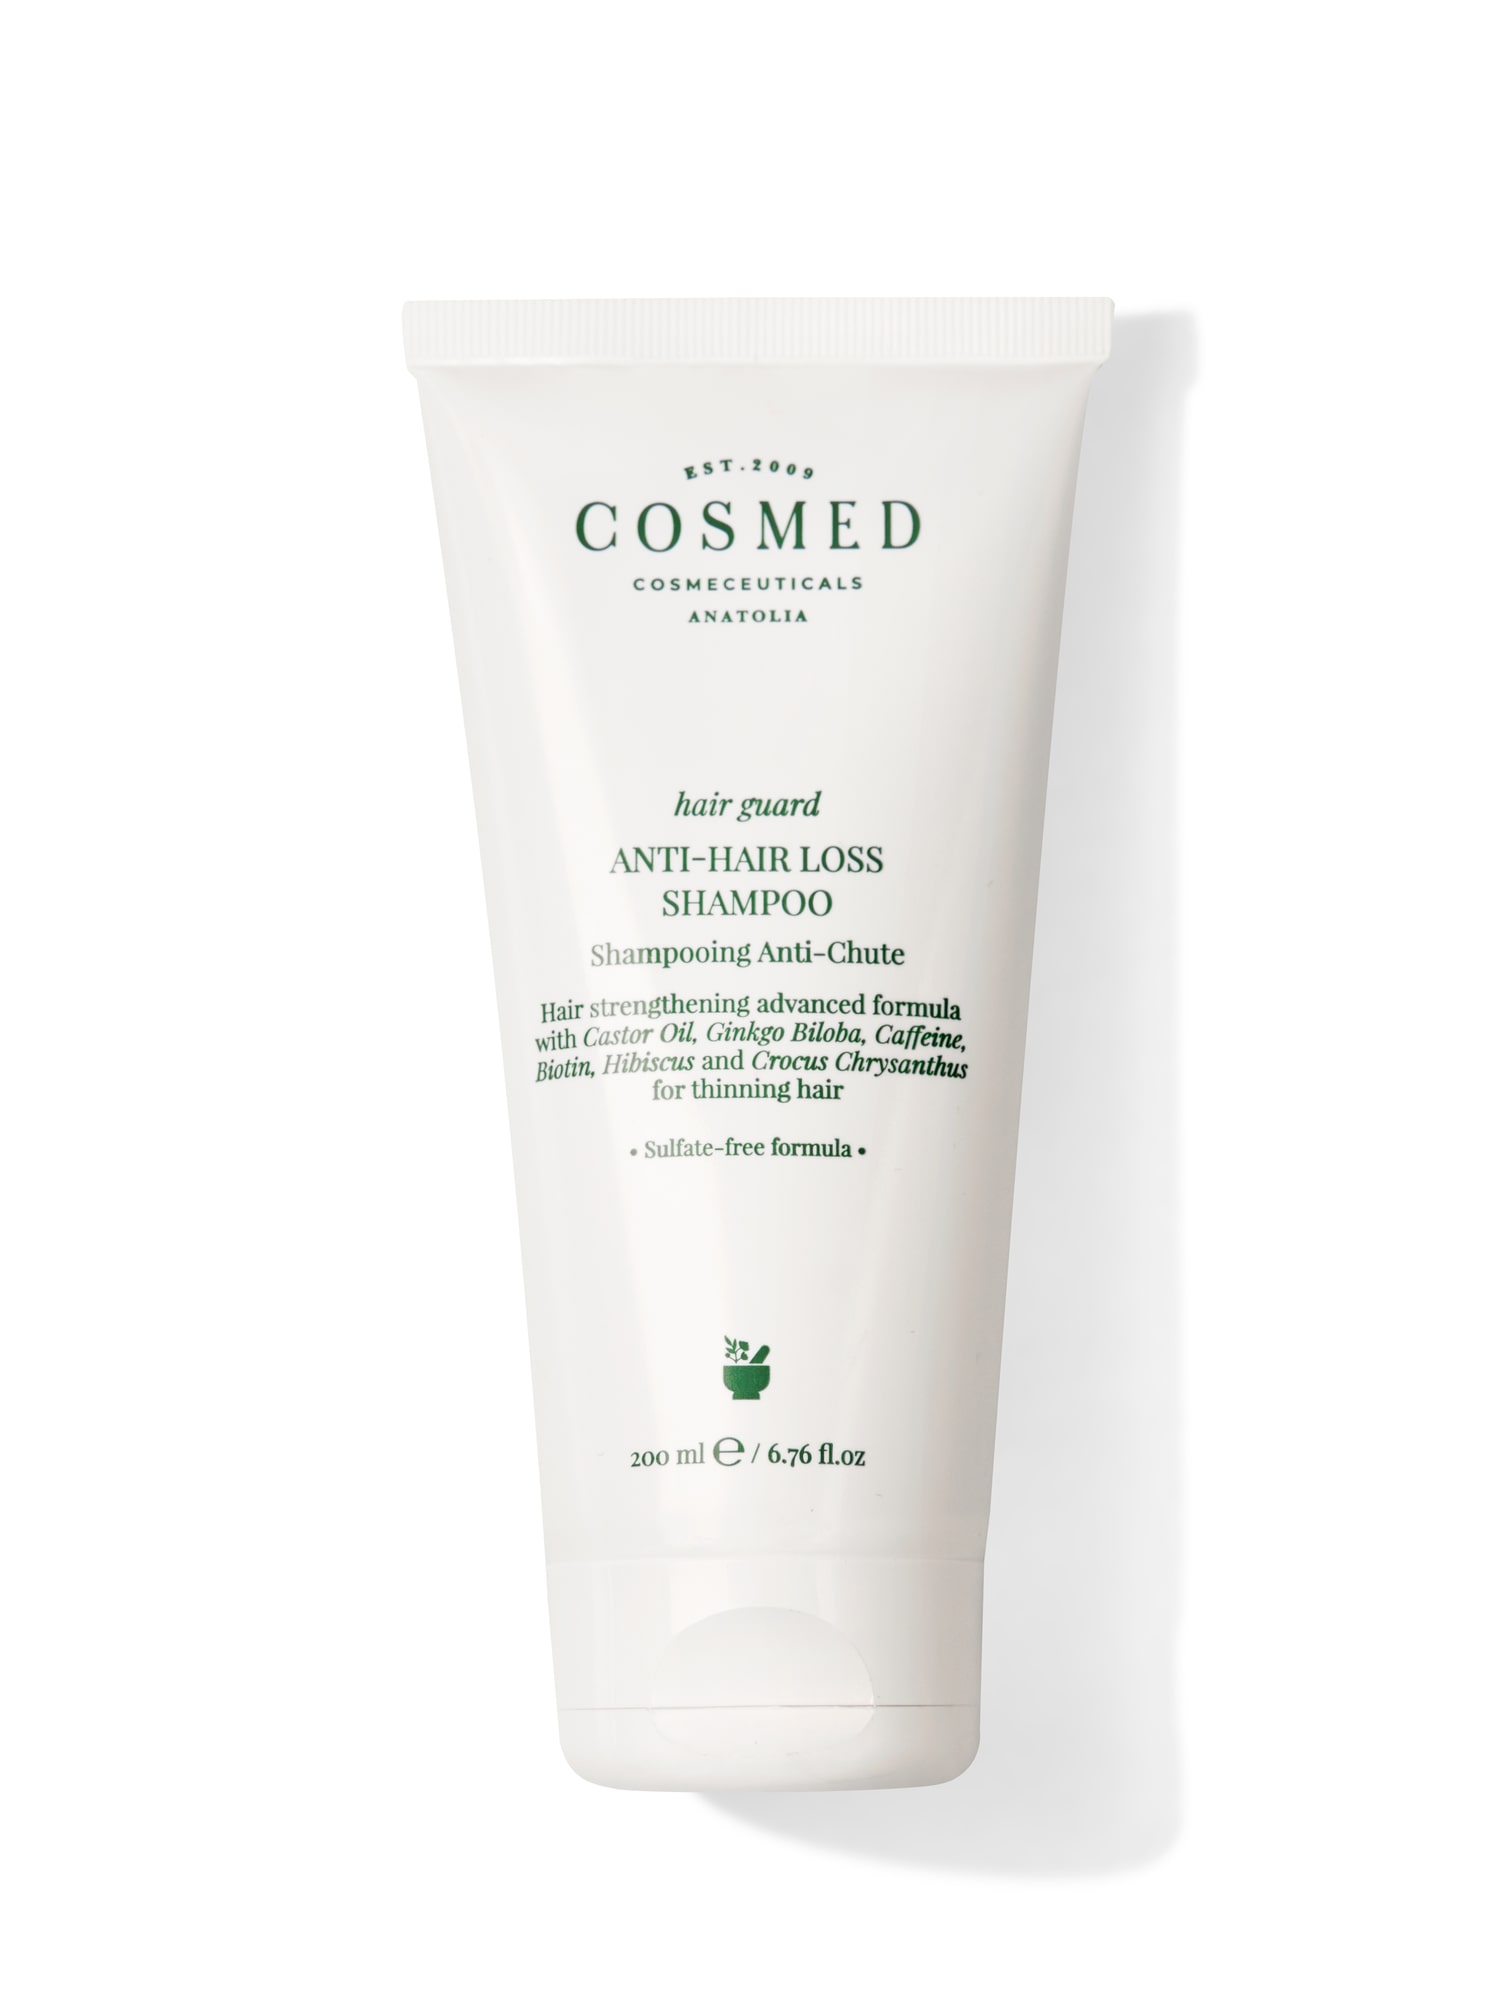 EST.2009
COSMED
COSMECEUTICALS
ANATOLIA
hair guard
ANTI-HAIR LOSS
SHAMPOO
Shampooing Anti-Chute
Hair strengthening advanced formula
with Castor Oil, Ginkgo Biloba, Caffeine,
Biotin, Hibiscus and Crocus Chrysanthus
for thinning hair
• Sulfate-free formula •
200 ml ℮ / 6.76 fl.oz